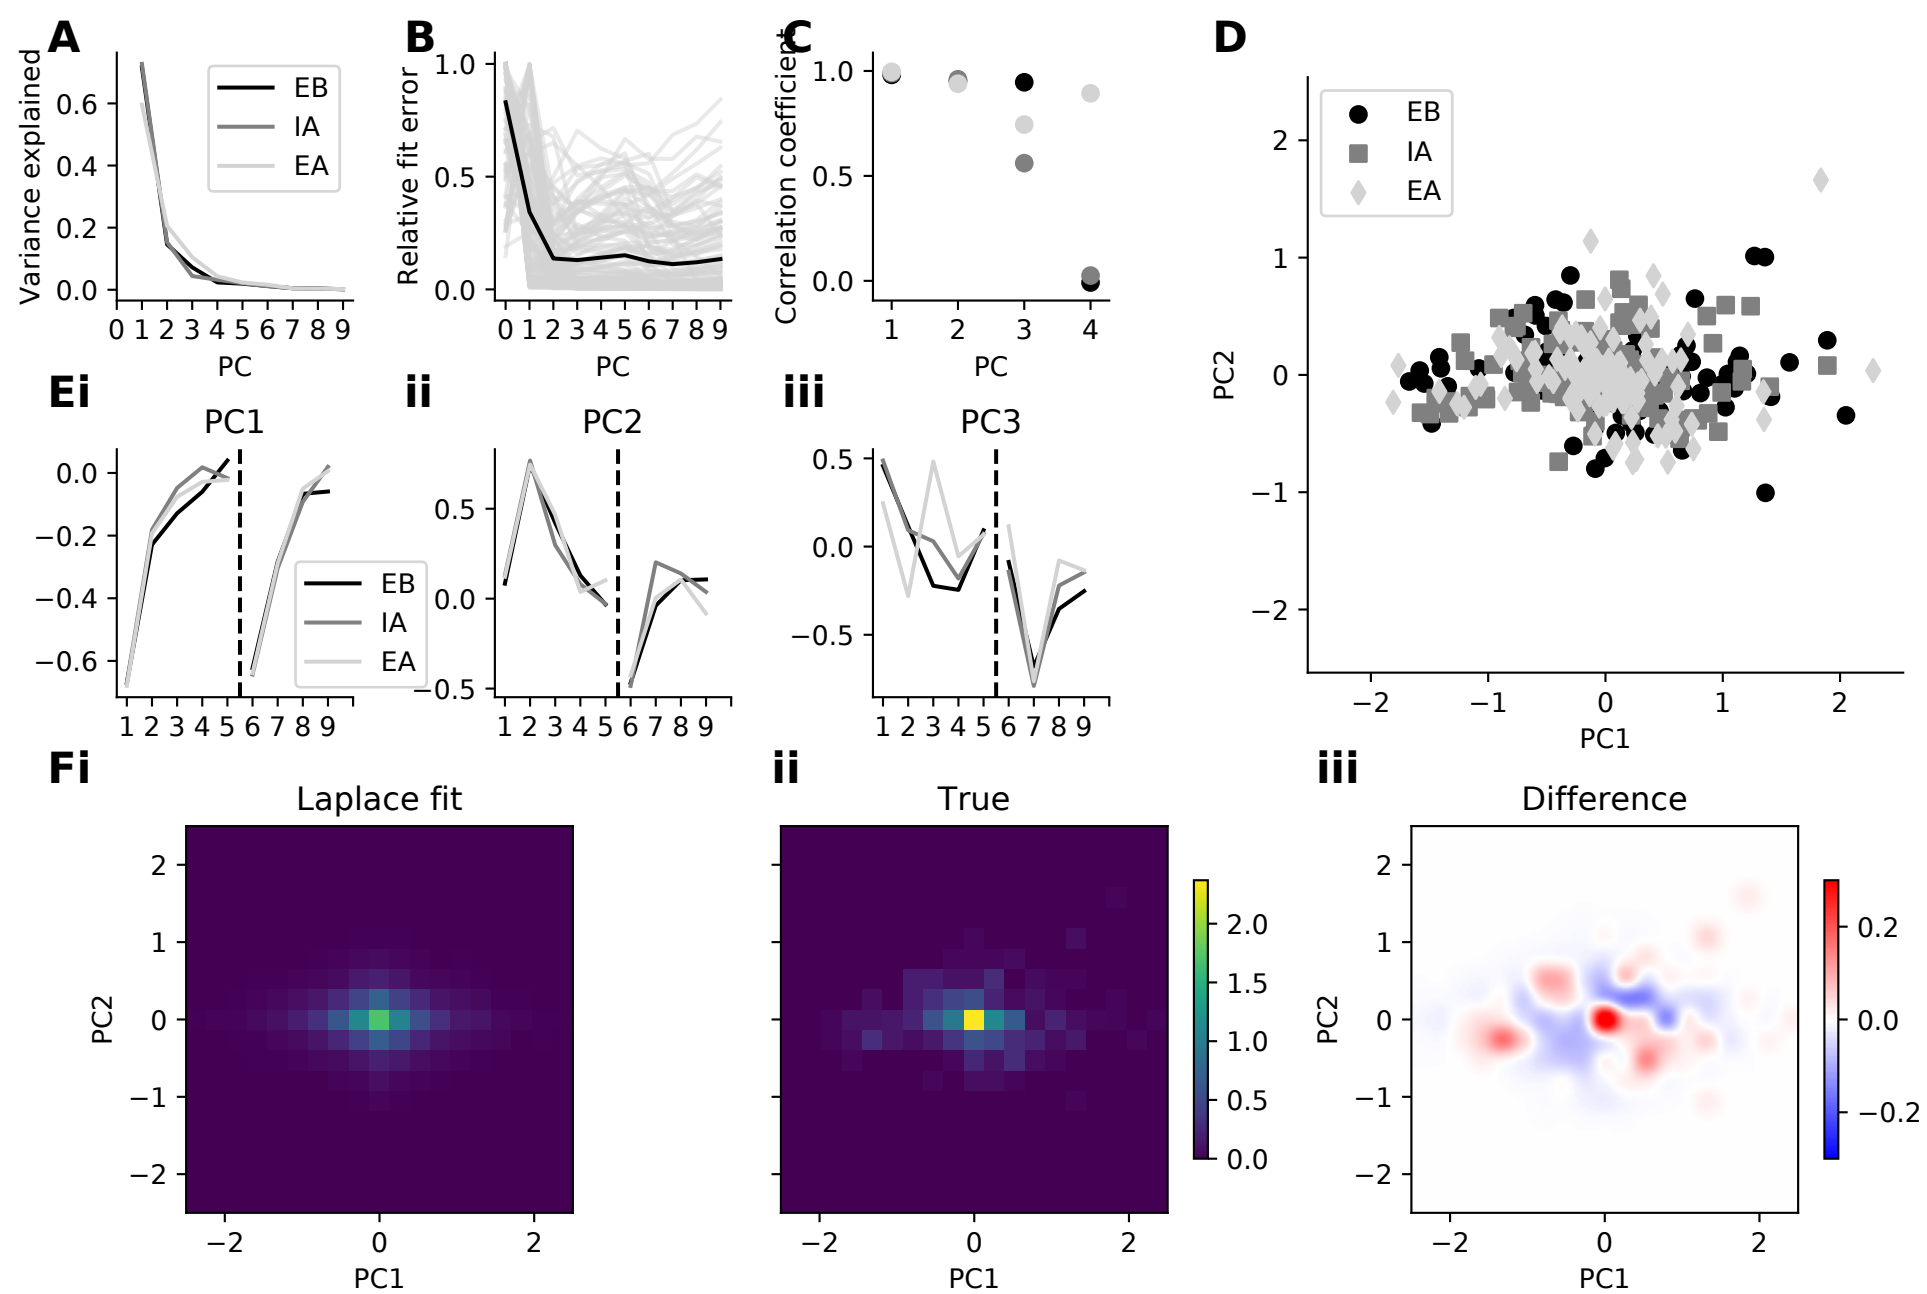 A
Variance explained
0.6
0.4
0.2
0.0
0 1 2 3 4 5 6 7 8 9
PC
EB
IA
EA
B
Relative fit error
1.0
0.5
0.0
0 1 2 3 4 5 6 7 8 9
PC
C
Correlation coefficient
1.0
0.5
0.0
1 2 3 4
PC
D
PC2
2
1
0
−1
−2
−2 −1 0 1 2
PC1
EB
IA
EA
Ei
PC1
0.0
−0.2
−0.4
−0.6
1 2 3 4 5 6 7 8 9
EB
IA
EA
ii
PC2
0.5
0.0
−0.5
1 2 3 4 5 6 7 8 9
iii
PC3
0.5
0.0
−0.5
1 2 3 4 5 6 7 8 9
Fi
Laplace fit
PC2
2
1
0
−1
−2
−2 0 2
PC1
ii
True
−2 0 2
PC1
2.0
1.5
1.0
0.5
0.0
iii
Difference
PC2
2
1
0
−1
−2
−2 0 2
PC1
0.2
0.0
−0.2